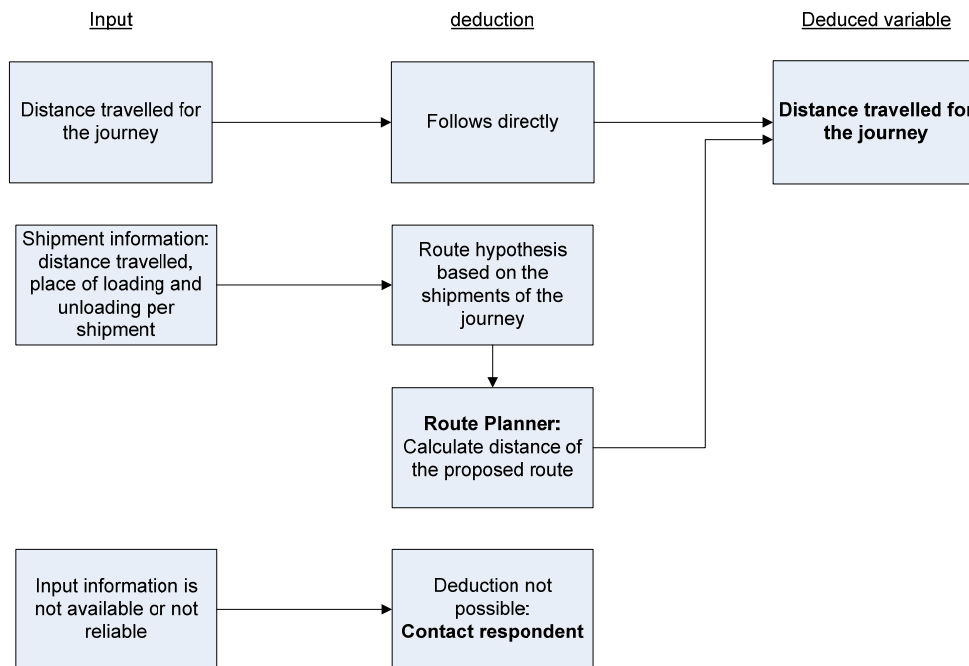 Input
deduction
Deduced variable
Distance travelled for
the journey
Follows directly
Distance travelled for
the journey
Shipment information:
distance travelled,
place of loading and
unloading per
shipment
Route hypothesis
based on the
shipments of the
journey
Route Planner:
Calculate distance of
the proposed route
Input information is
not available or not
reliable
Deduction not
possible:
Contact respondent